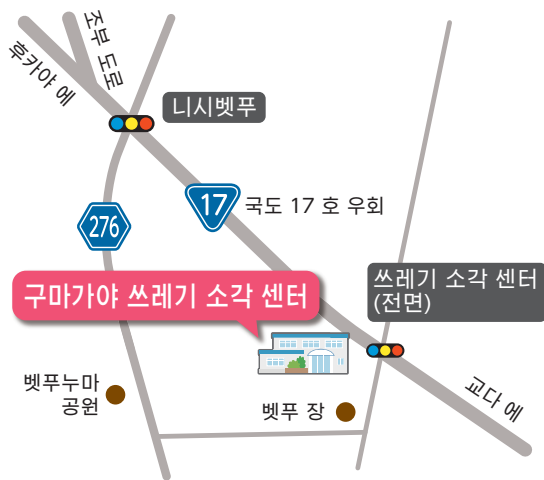 조부 도로
후카야 에
니시벳푸
17
국도 17 호 우회
276
쓰레기 소각 센터
(전면)
구마가야 쓰레기 소각 센터
벳푸누마
공원
벳푸 장
교다 에